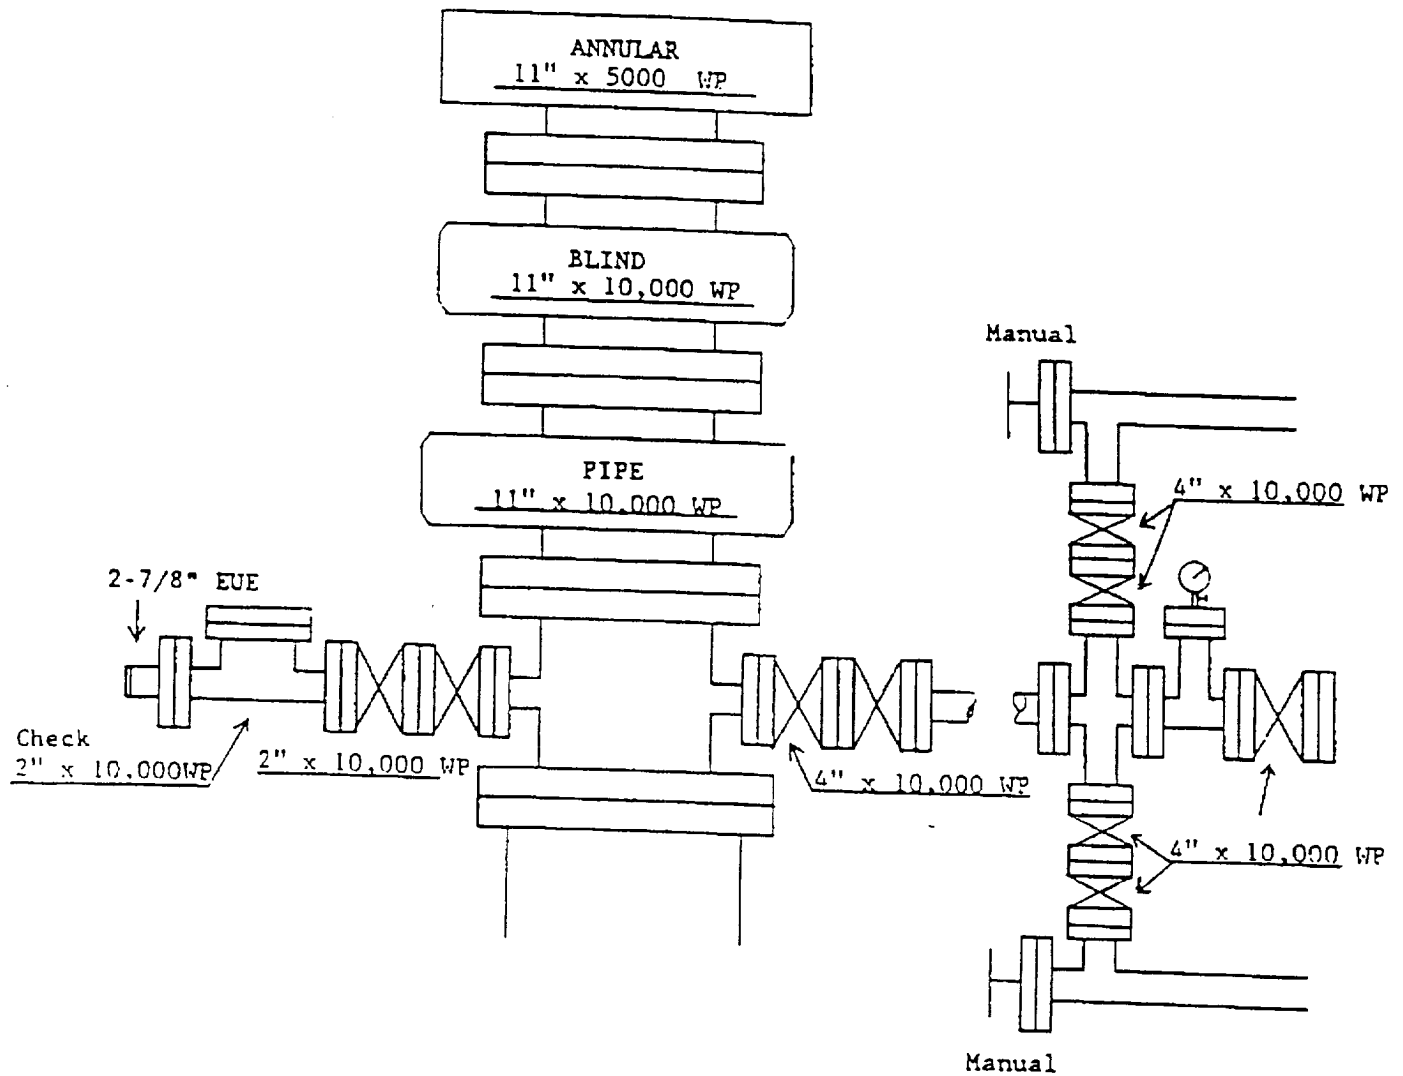 ANNULAR
11" x 5000 WP
BLIND
11" x 10,000 WP
Manual
PIPE
11" x 10,000 WP
4" x 10,000 WP
2-7/8" EUE
Check
2" x 10,000WP
2" x 10,000 WP
4" x 10,000 WP
4" x 10,000 WP
Manual